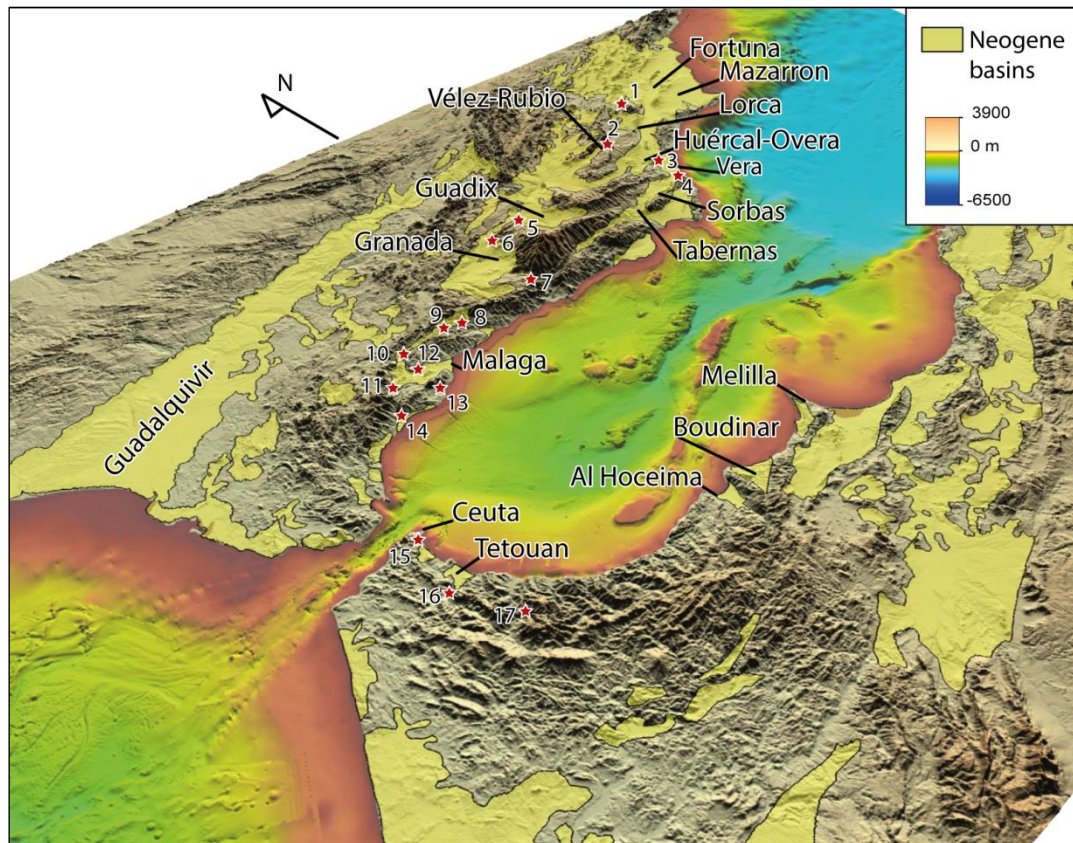 Neogene
basins
3900
0 m
-6500
N
Fortuna
Mazarron
1
Vélez-Rubio
Lorca
2
Huércal-Overa
3
Vera
4
Guadix
Sorbas
5
Granada
6
Tabernas
7
9
8
10
12
Malaga
11
13
Melilla
14
Guadalquivir
Boudinar
Al Hoceima
Ceuta
15
Tetouan
16
17